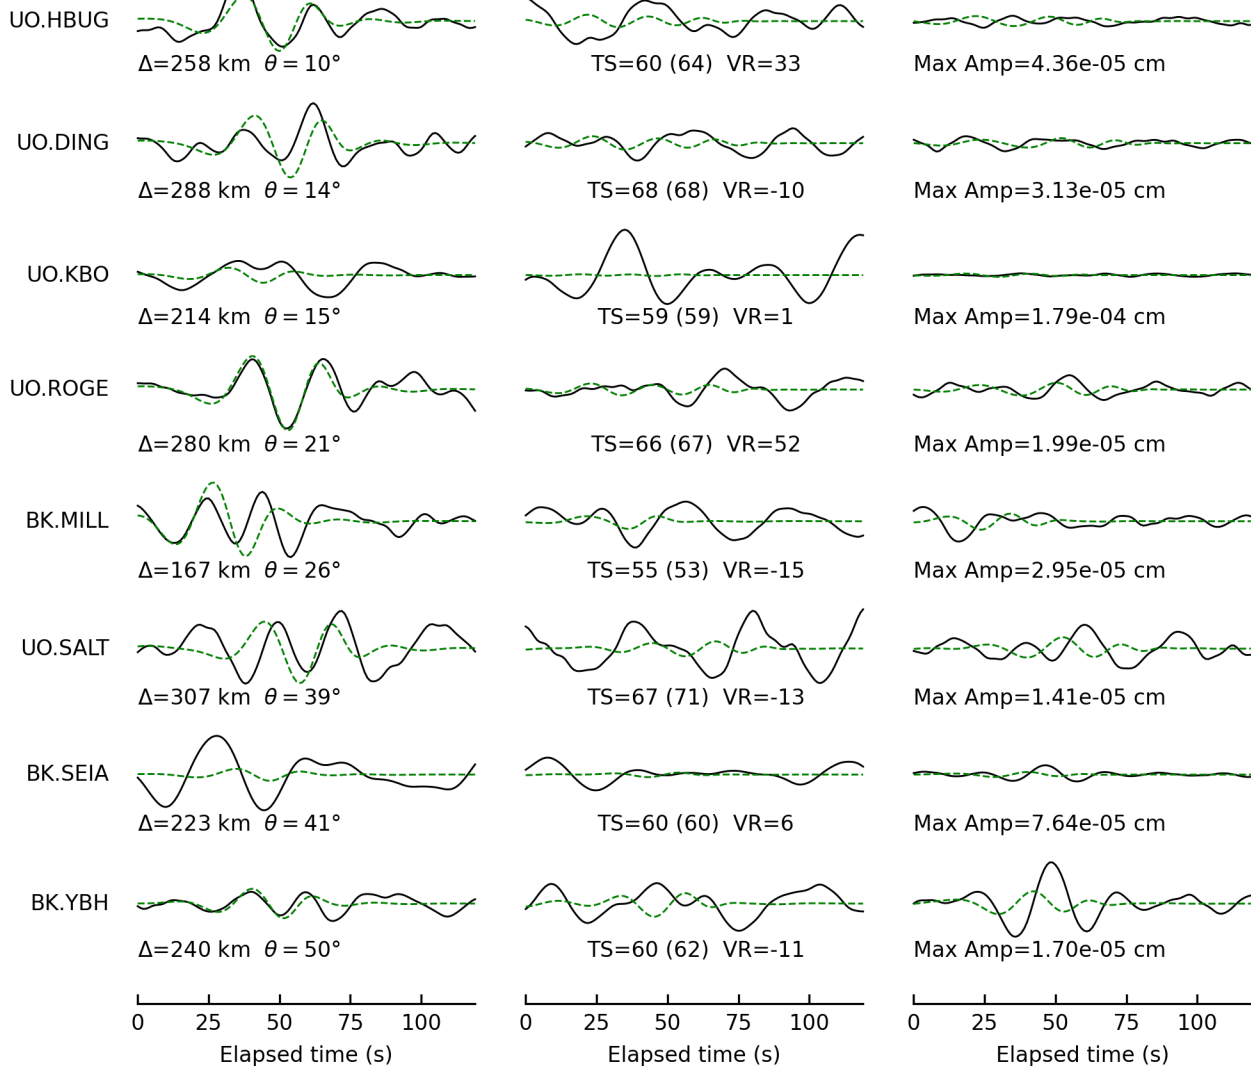 UO.HBUG
Δ=258 km θ = 10° TS=60 (64) VR=33 Max Amp=4.36e-05 cm
UO.DING
Δ=288 km θ = 14° TS=68 (68) VR=-10 Max Amp=3.13e-05 cm
UO.KBO
Δ=214 km θ = 15° TS=59 (59) VR=1 Max Amp=1.79e-04 cm
UO.ROGE
Δ=280 km θ = 21° TS=66 (67) VR=52 Max Amp=1.99e-05 cm
BK.MILL
Δ=167 km θ = 26° TS=55 (53) VR=-15 Max Amp=2.95e-05 cm
UO.SALT
Δ=307 km θ = 39° TS=67 (71) VR=-13 Max Amp=1.41e-05 cm
BK.SEIA
Δ=223 km θ = 41° TS=60 (60) VR=6 Max Amp=7.64e-05 cm
BK.YBH
Δ=240 km θ = 50° TS=60 (62) VR=-11 Max Amp=1.70e-05 cm
0 25 50 75 100 0 25 50 75 100 0 25 50 75 100
Elapsed time (s) Elapsed time (s) Elapsed time (s)